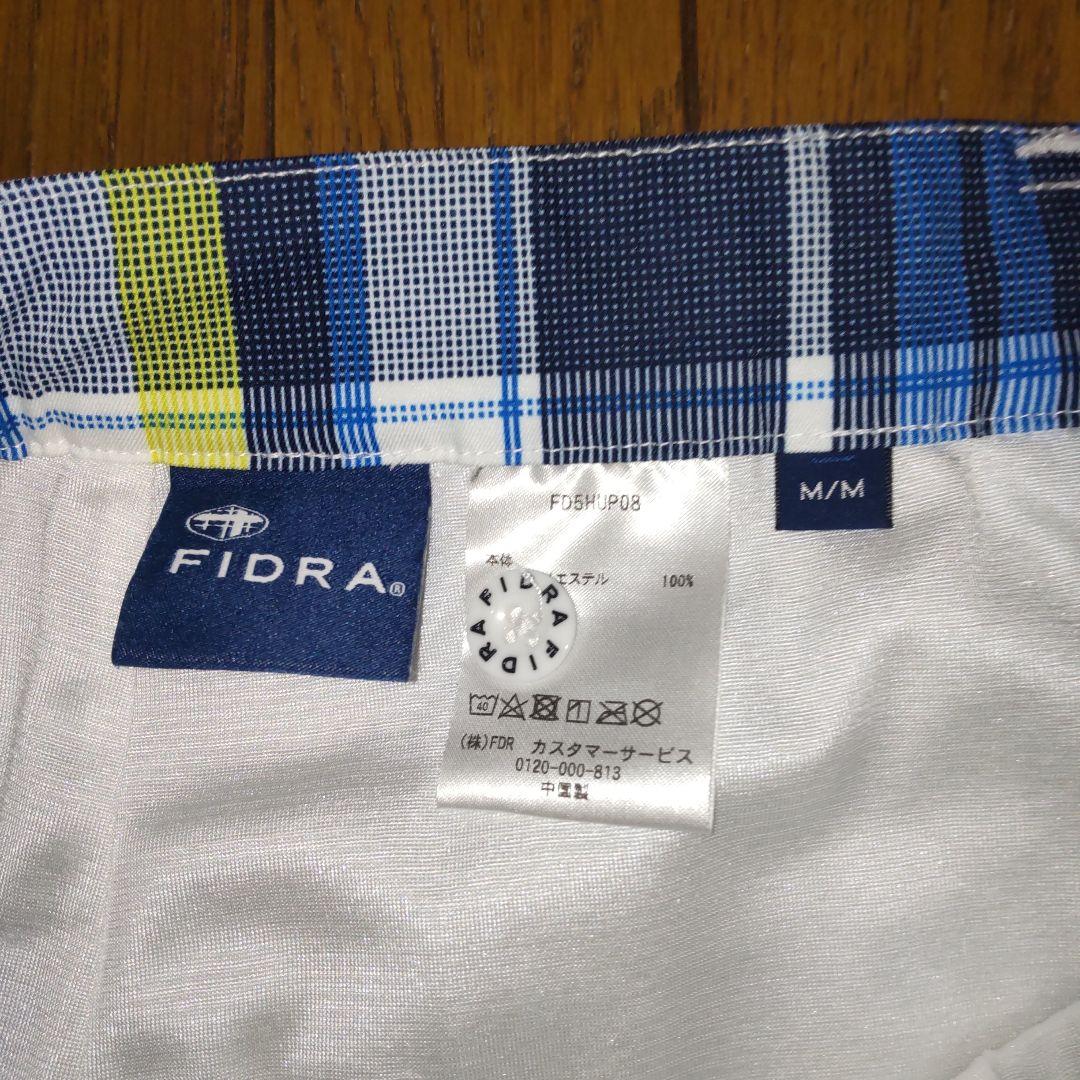 FIDRA®
FD5HUP08
本体
エステル 100%
FIDRA FIDRA
40
(株)FDR カスタマーサービス
0120-000-813
中国製
M/M